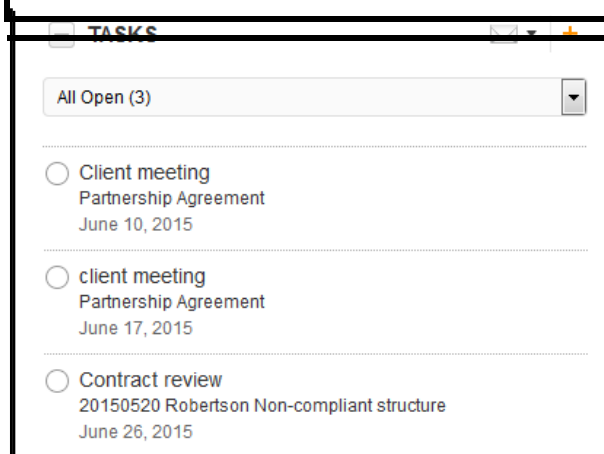 TASKS
All Open (3)
Client meeting
Partnership Agreement
June 10, 2015
client meeting
Partnership Agreement
June 17, 2015
Contract review
20150520 Robertson Non-compliant structure
June 26, 2015